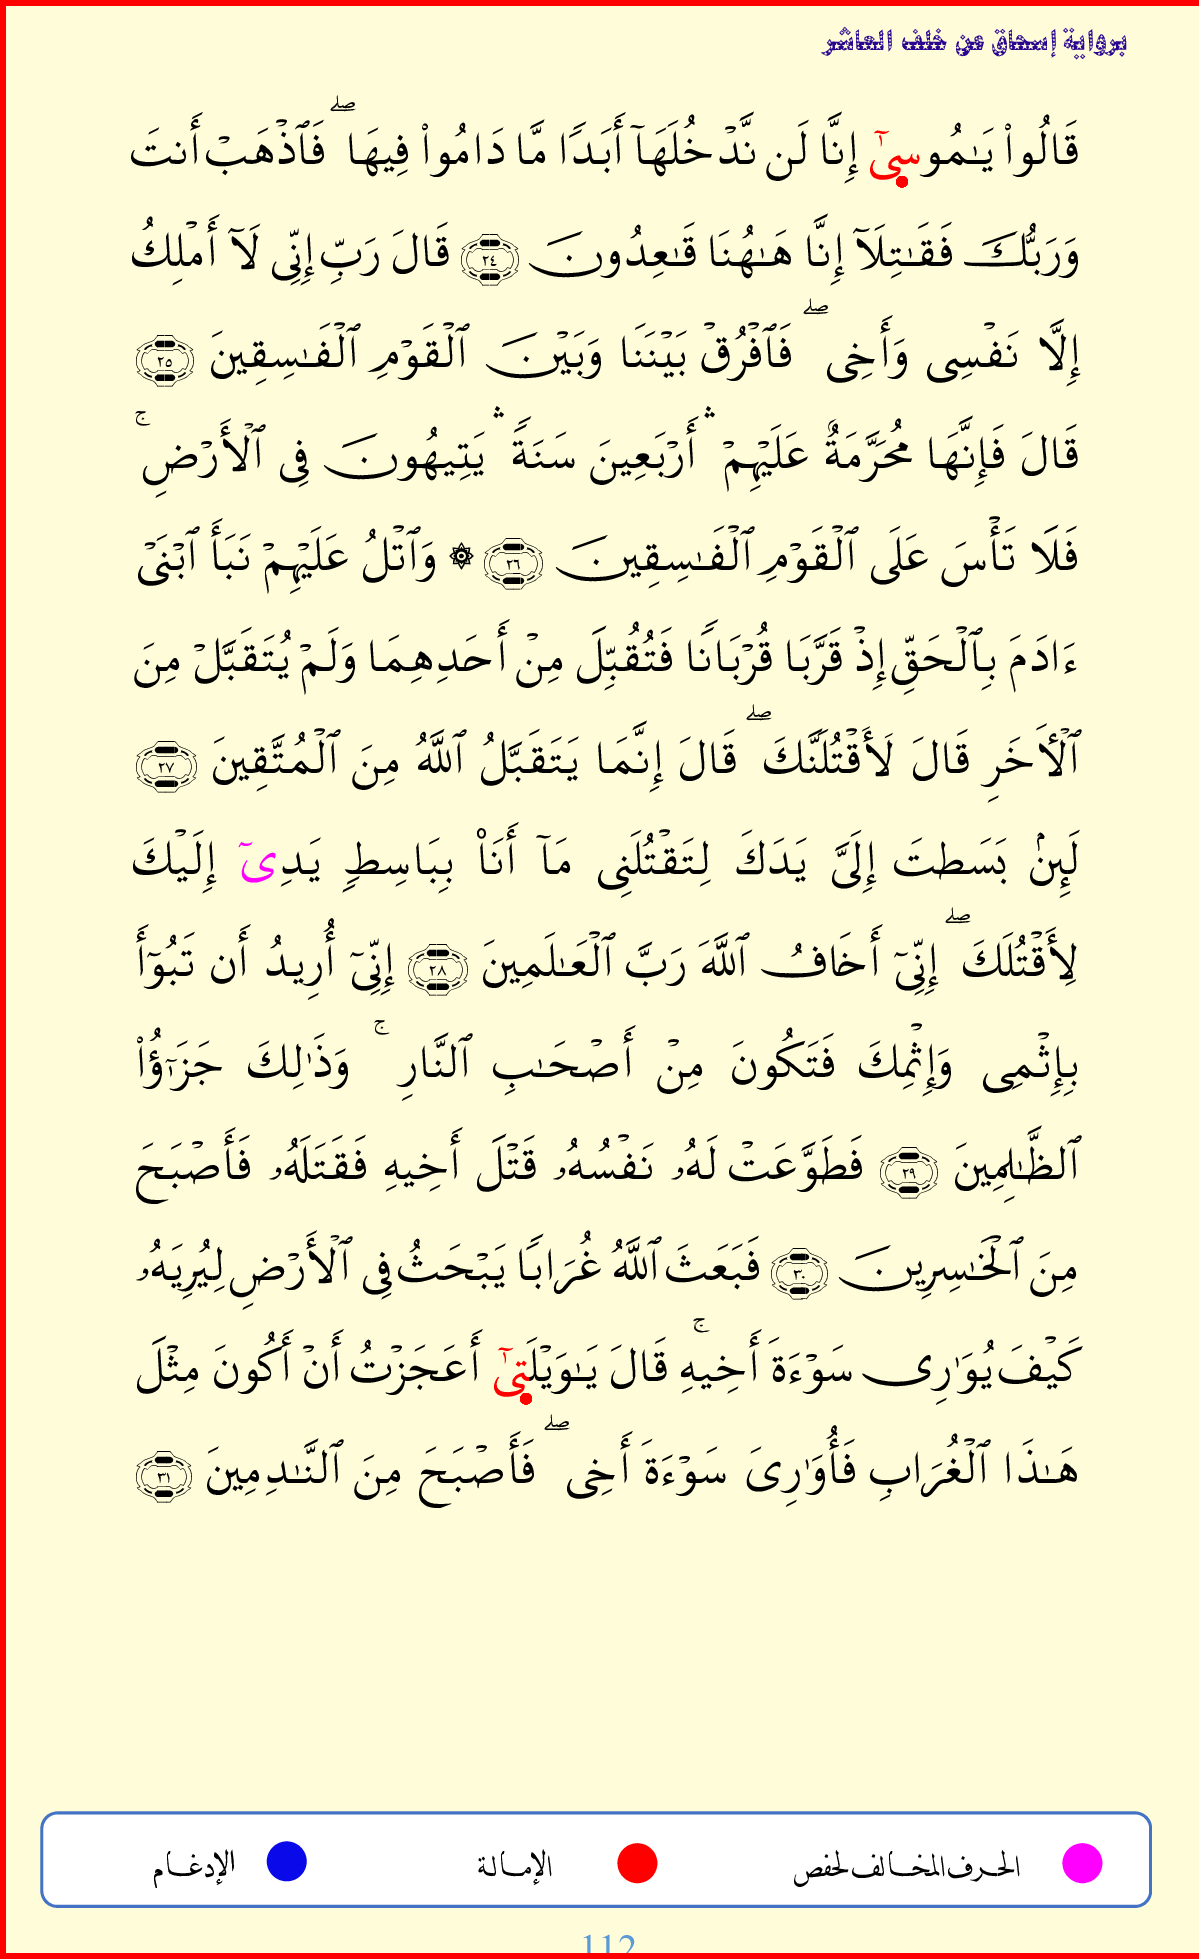 برواية إسحاق عن خلف العاشر
قَالُوا۟ يَـٰمُوسىٰٓ إِنَّا لَن نَّدۡخُلَهَآ أَبَدࣰا مَّا دَامُوا۟ فِيهَا ۖ فَٱذۡهَبۡ أَنتَ
وَرَبُّكَ فَقَـٰتِلَآ إِنَّا هَـٰهُنَا قَـٰعِدُونَ ٢٤ قَالَ رَبِّ إِنِّى لَآ أَمۡلِكُ
إِلَّا نَفۡسِى وَأَخِى ۖ فَٱفۡرُقۡ بَيۡنَنَا وَبَيۡنَ ٱلۡقَوۡمِ ٱلۡفَـٰسِقِينَ ٢٥
قَالَ فَإِنَّهَا مُحَرَّمَةٌ عَلَيۡهِمۡ ۛ أَرۡبَعِينَ سَنَةࣰ ۛ يَتِيهُونَ فِى ٱلۡأَرۡضِ ۚ
فَلَا تَأۡسَ عَلَى ٱلۡقَوۡمِ ٱلۡفَـٰسِقِينَ ٢٦ ۞ وَٱتۡلُ عَلَيۡهِمۡ نَبَأَ ٱبۡنَىۡ
ءَادَمَ بِٱلۡحَقِّ إِذۡ قَرَّبَا قُرۡبَانࣰا فَتُقُبِّلَ مِنۡ أَحَدِهِمَا وَلَمۡ يُتَقَبَّلۡ مِنَ
ٱلۡأٓخَرِ قَالَ لَأَقۡتُلَنَّكَ ۖ قَالَ إِنَّمَا يَتَقَبَّلُ ٱللَّهُ مِنَ ٱلۡمُتَّقِينَ ٢٧
لَئِنۢ بَسَطتَ إِلَىَّ يَدَكَ لِتَقۡتُلَنِى مَآ أَنَا۠ بِبَاسِطࣲ يَدِىٓ إِلَيۡكَ
لِأَقۡتُلَكَ ۖ إِنِّىٓ أَخَافُ ٱللَّهَ رَبَّ ٱلۡعَـٰلَمِينَ ٢٨ إِنِّىٓ أُرِيدُ أَن تَبُوٓأَ
بِإِثۡمِى وَإِثۡمِكَ فَتَكُونَ مِنۡ أَصۡحَـٰبِ ٱلنَّارِ ۚ وَذَٰلِكَ جَزَٰٓؤُا۟
ٱلظَّـٰلِمِينَ ٢٩ فَطَوَّعَتۡ لَهُۥ نَفۡسُهُۥ قَتۡلَ أَخِيهِ فَقَتَلَهُۥ فَأَصۡبَحَ
مِنَ ٱلۡخَـٰسِرِينَ ٣٠ فَبَعَثَ ٱللَّهُ غُرَابࣰا يَبۡحَثُ فِى ٱلۡأَرۡضِ لِيُرِيَهُۥ
كَيۡفَ يُوَٰرِى سَوۡءَةَ أَخِيهِ ۚ قَالَ يَـٰوَيۡلَتىٰٓ أَعَجَزۡتُ أَنۡ أَكُونَ مِثۡلَ
هَـٰذَا ٱلۡغُرَابِ فَأُوَٰرِىَ سَوۡءَةَ أَخِى ۖ فَأَصۡبَحَ مِنَ ٱلنَّـٰدِمِينَ ٣١
الحرف المخالف لحفص الإمالة الإدغام
112